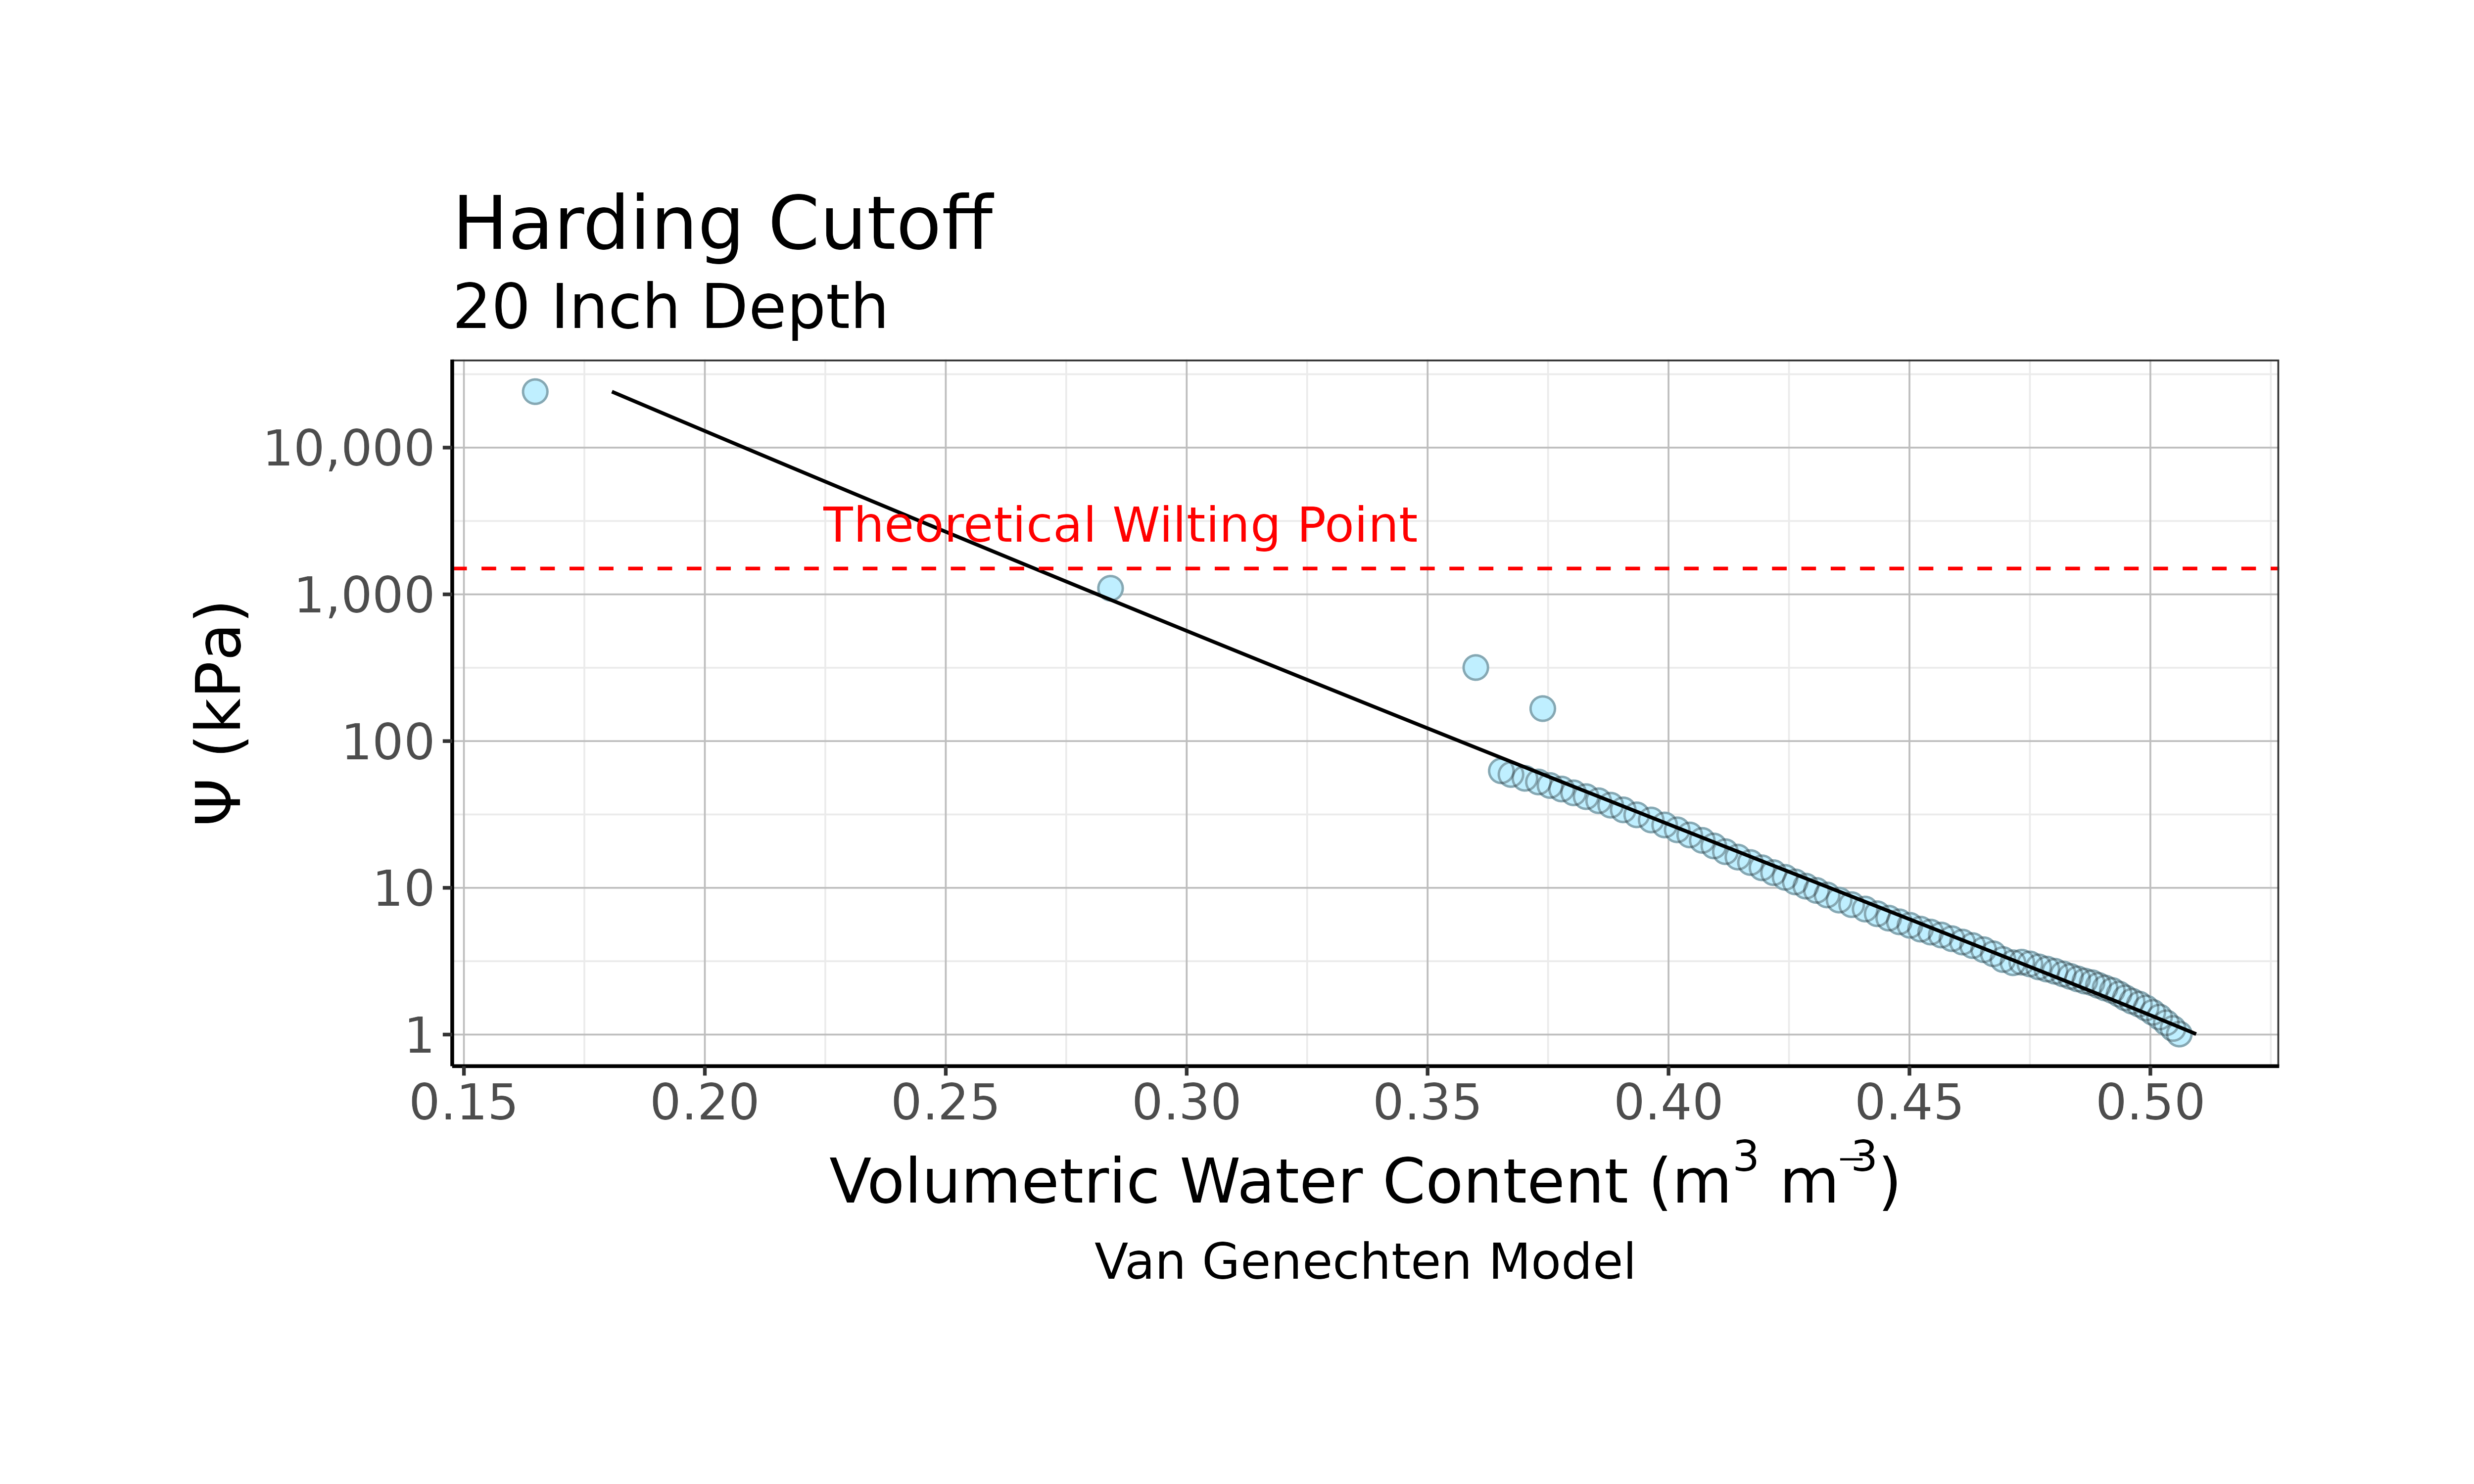 Harding Cutoff
20 Inch Depth
Ψ (kPa)
10,000
1,000
100
10
1
Theoretical Wilting Point
0.15 0.20 0.25 0.30 0.35 0.40 0.45 0.50
Volumetric Water Content (m³ m⁻³)
Van Genechten Model